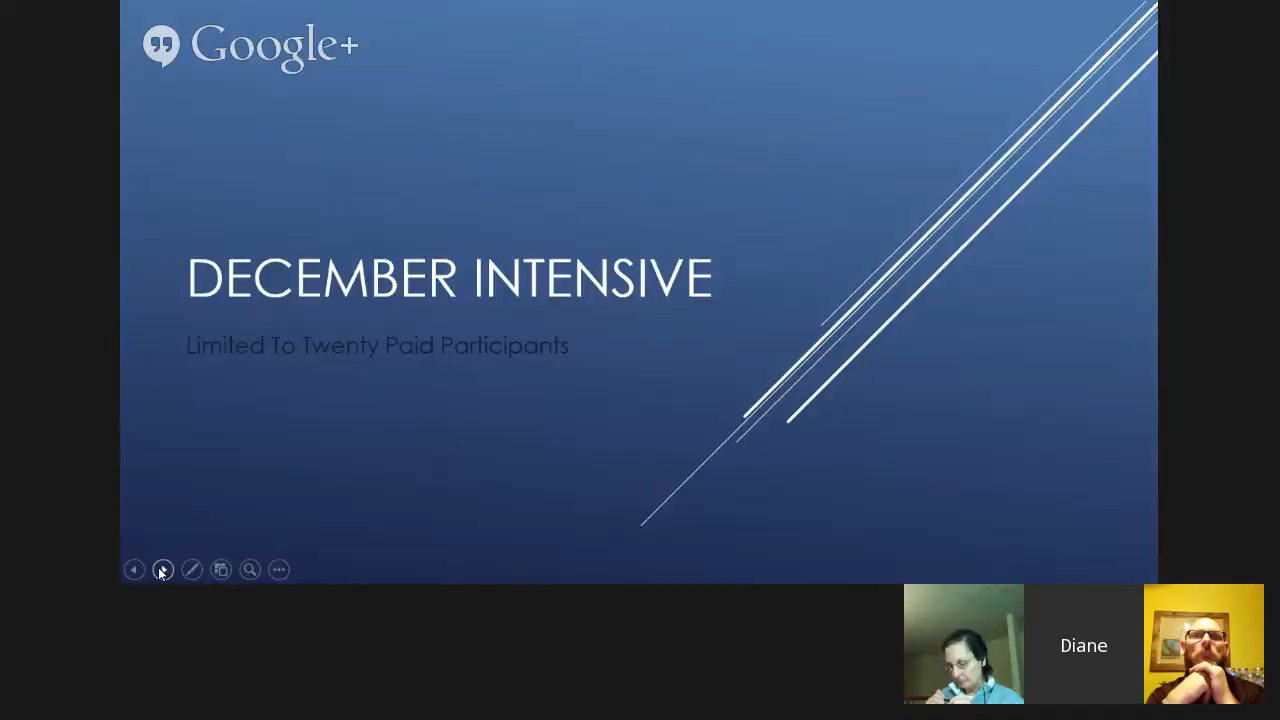 Google+
DECEMBER INTENSIVE
Limited To Twenty Paid Participants
Diane